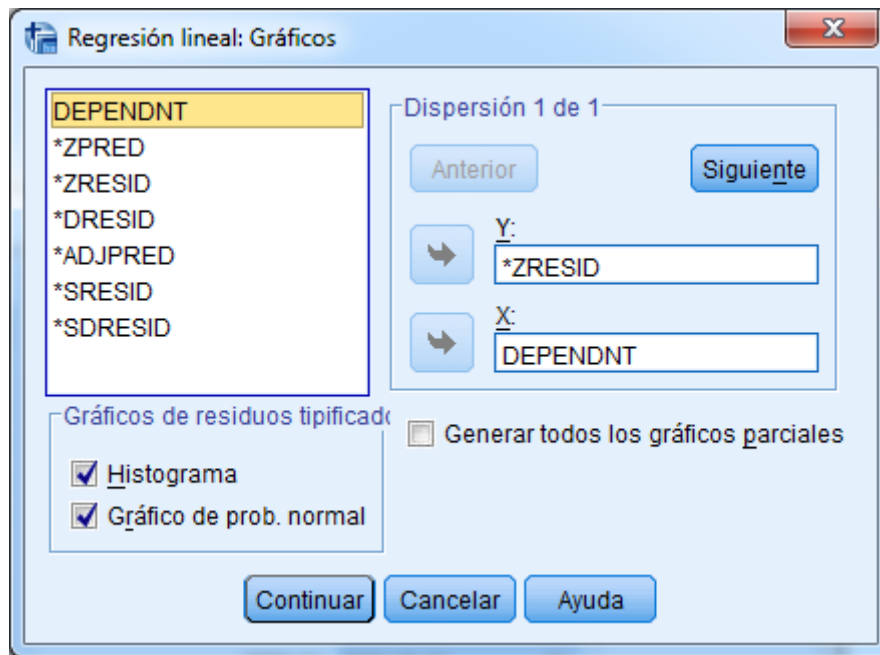 Regresión lineal: Gráficos
DEPENDNT
*ZPRED
*ZRESID
*DRESID
*ADJPRED
*SRESID
*SDRESID
Dispersión 1 de 1
Anterior
Siguiente
Y:
*ZRESID
X:
DEPENDNT
Gráficos de residuos tipificado
Histograma
Gráfico de prob. normal
Generar todos los gráficos parciales
Continuar
Cancelar
Ayuda